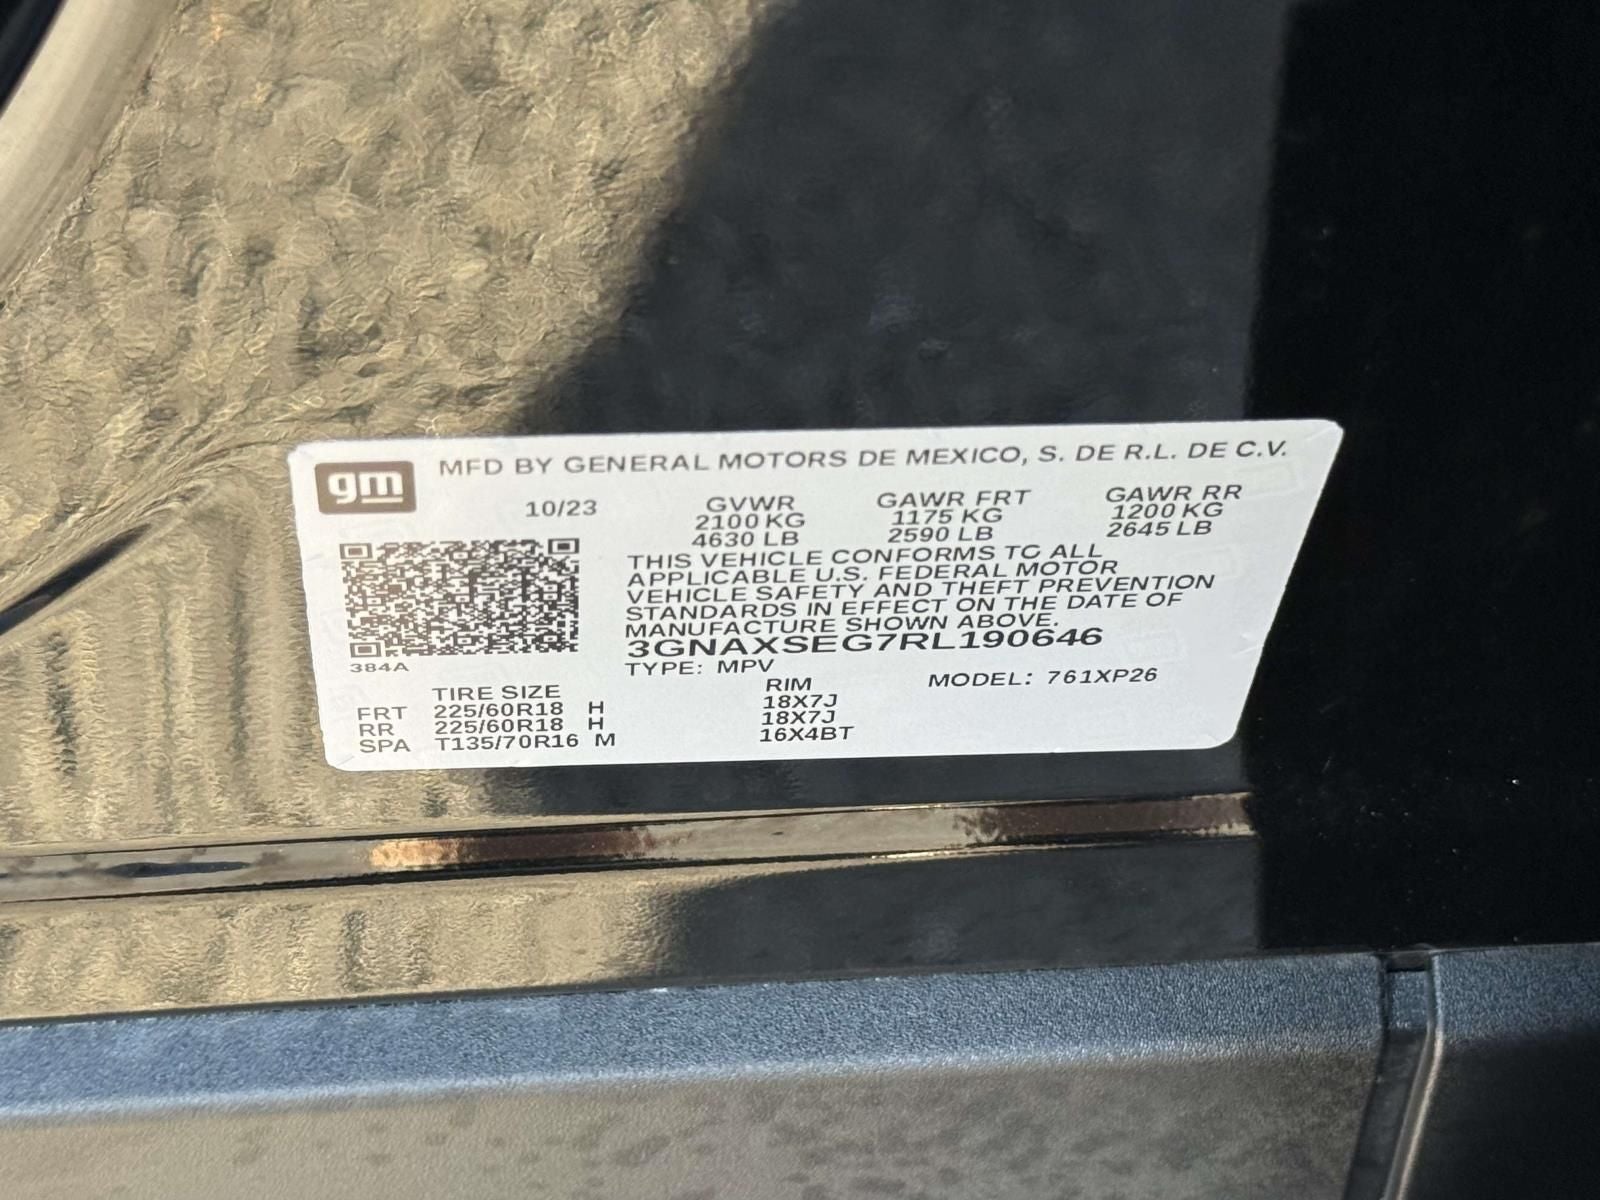 gm MFD BY GENERAL MOTORS DE MEXICO, S. DE R.L. DE C.V.
10/23 GVWR GAWR FRT GAWR RR
2100 KG 1175 KG 1200 KG
4630 LB 2590 LB 2645 LB
THIS VEHICLE CONFORMS TO ALL
APPLICABLE U.S. FEDERAL MOTOR
VEHICLE SAFETY AND THEFT PREVENTION
STANDARDS IN EFFECT ON THE DATE OF
MANUFACTURE SHOWN ABOVE.
3GNAXSEG7RL190646
384A
TYPE: MPV MODEL: 761XP26
TIRE SIZE RIM
FRT 225/60R18 H 18X7J
RR 225/60R18 H 18X7J
SPA T135/70R16 M 16X4BT